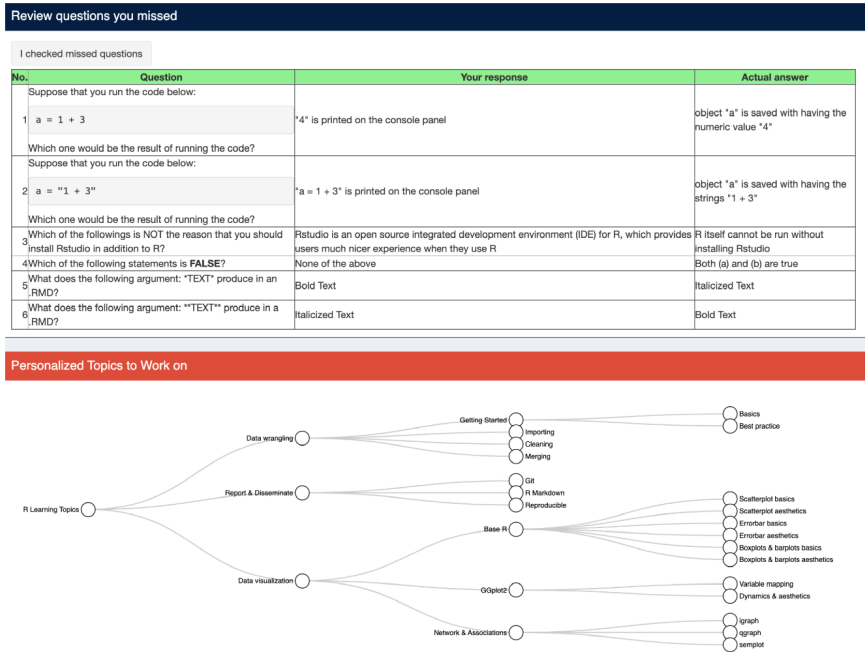 Review questions you missed
I checked missed questions
No. Question Your response Actual answer
1 Suppose that you run the code below:
a = 1 + 3
Which one would be the result of running the code?
"4" is printed on the console panel
object "a" is saved with having the
numeric value "4"
2 Suppose that you run the code below:
a = "1 + 3"
Which one would be the result of running the code?
"a = 1 + 3" is printed on the console panel
object "a" is saved with having the
strings "1 + 3"
3 Which of the followings is NOT the reason that you should
install Rstudio in addition to R?
Rstudio is an open source integrated development environment (IDE) for R, which provides
users much nicer experience when they use R
R itself cannot be run without
installing Rstudio
4 Which of the following statements is FALSE?
None of the above
Both (a) and (b) are true
5 What does the following argument: *TEXT* produce in an
.RMD?
Bold Text
Italicized Text
6 What does the following argument: **TEXT** produce in a
.RMD?
Italicized Text
Bold Text
Personalized Topics to Work on
R Learning Topics
Data wrangling
Getting Started
Basics
Best practice
Importing
Cleaning
Merging
Report & Disseminate
Git
R Markdown
Reproducible
Data visualization
Base R
Scatterplot basics
Scatterplot aesthetics
Errorbar basics
Errorbar aesthetics
Boxplots & barplots basics
Boxplots & barplots aesthetics
GGplot2
Variable mapping
Dynamics & aesthetics
Network & Associations
igraph
qgraph
semplot